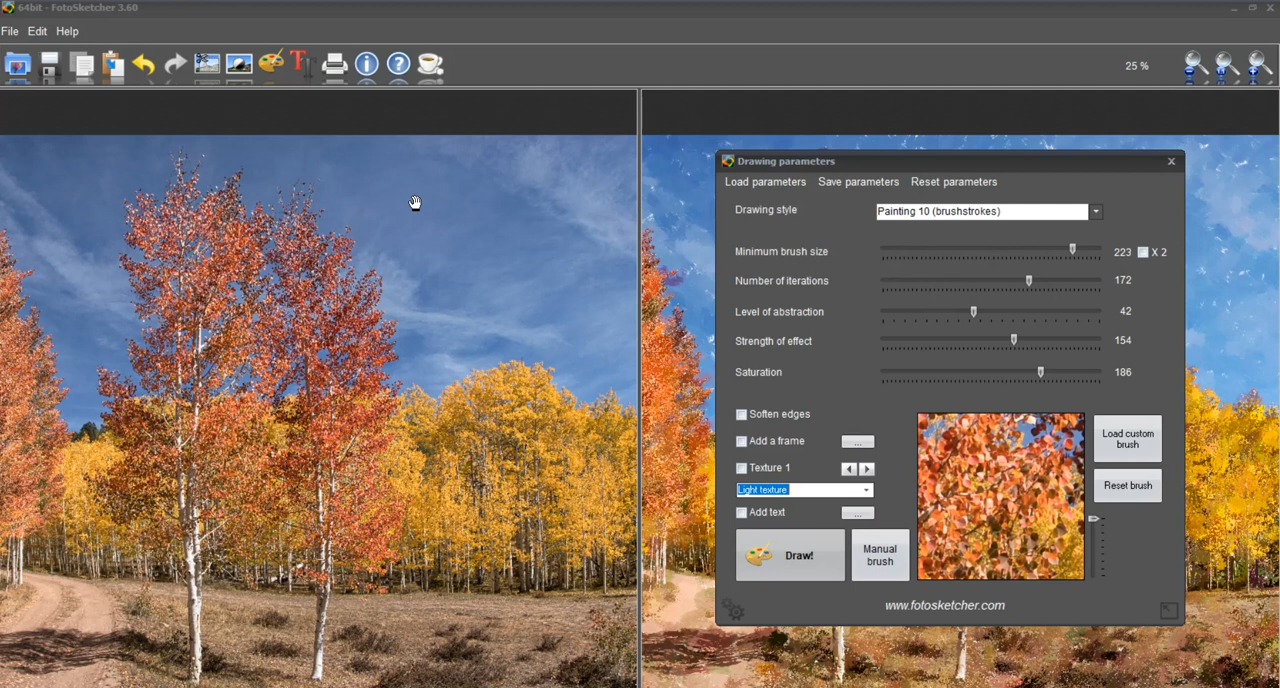 64bit - FotoSketcher 3.60
File Edit Help
25 %
Drawing parameters
Load parameters Save parameters Reset parameters
Drawing style Painting 10 (brushstrokes)
Minimum brush size 223 X 2
Number of iterations 172
Level of abstraction 42
Strength of effect 154
Saturation 186
Soften edges
Add a frame ...
Load custom
brush
Texture 1
Light texture
Reset brush
Add text ...
Draw!
Manual
brush
www.fotosketcher.com